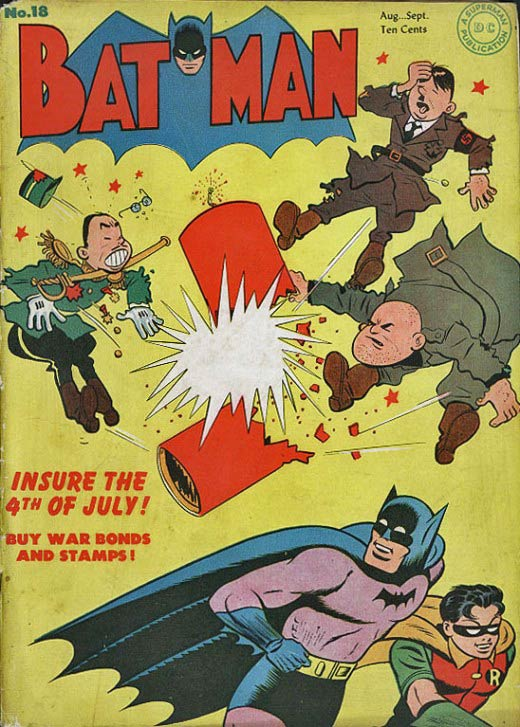 No.18
BATMAN
Aug...Sept.
Ten Cents
A SUPERMAN
DC
PUBLICATION
INSURE THE
4TH OF JULY!
BUY WAR BONDS
AND STAMPS!
R